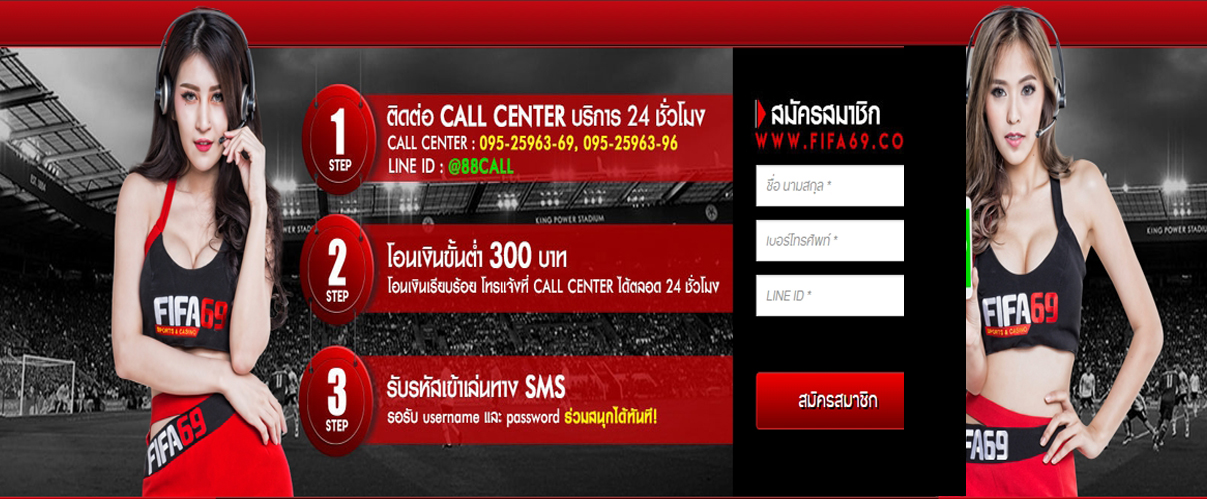 1
STEP
ติดต่อ CALL CENTER บริการ 24 ชั่วโมง
CALL CENTER : 095-25963-69, 095-25963-96
LINE ID : @88CALL
2
STEP
โอนเงินขั้นต่ำ 300 บาท
โอนเงินเรียบร้อย โทรแจ้งที่ CALL CENTER ได้ตลอด 24 ชั่วโมง
3
STEP
รับรหัสเข้าเล่นทาง SMS
รอรับ username และ password ร่วมสนุกได้ทันที!
สมัครสมาชิก
WWW.FIFA69.CO
ชื่อ นามสกุล *
เบอร์โทรศัพท์ *
LINE ID *
สมัครสมาชิก
FIFA69
SPORTS & CASINO
FIFA69
FIFA69
SPORTS & CASINO
FA69
KING POWER STADIUM
KING POWER STADIUM
EST. 1884